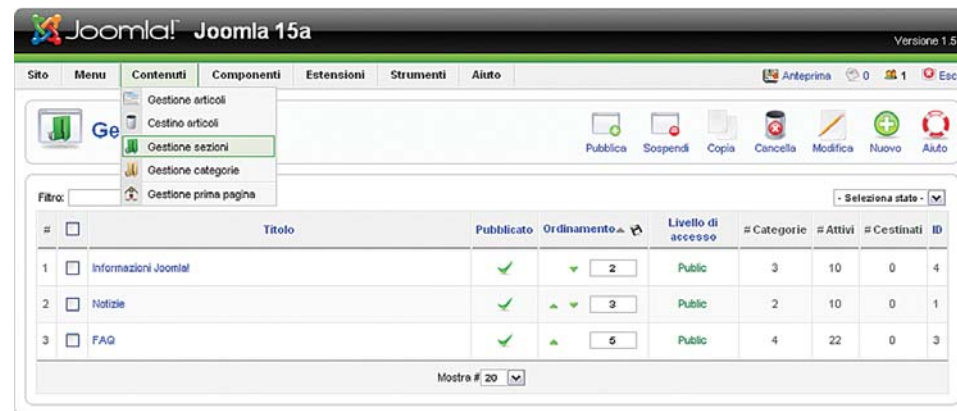 Joomla! Joomla 15a
Versione 1.5
Sito Menu Contenuti Componenti Estensioni Strumenti Aiuto Anteprima 0 1 Esc
Gestione articoli
Cestino articoli
Gestione sezioni
Gestione categorie
Gestione prima pagina
Ge
Pubblica Sospendi Copia Cancella Modifica Nuovo Aiuto
Filtro: - Seleziona stato -
# Titolo Pubblicato Ordinamento Livello di accesso # Categorie # Attivi # Cestinati ID
1 Informazioni Joomla! 2 Public 3 10 0 4
2 Notizie 3 Public 2 10 0 1
3 FAQ 5 Public 4 22 0 3
Mostra # 20